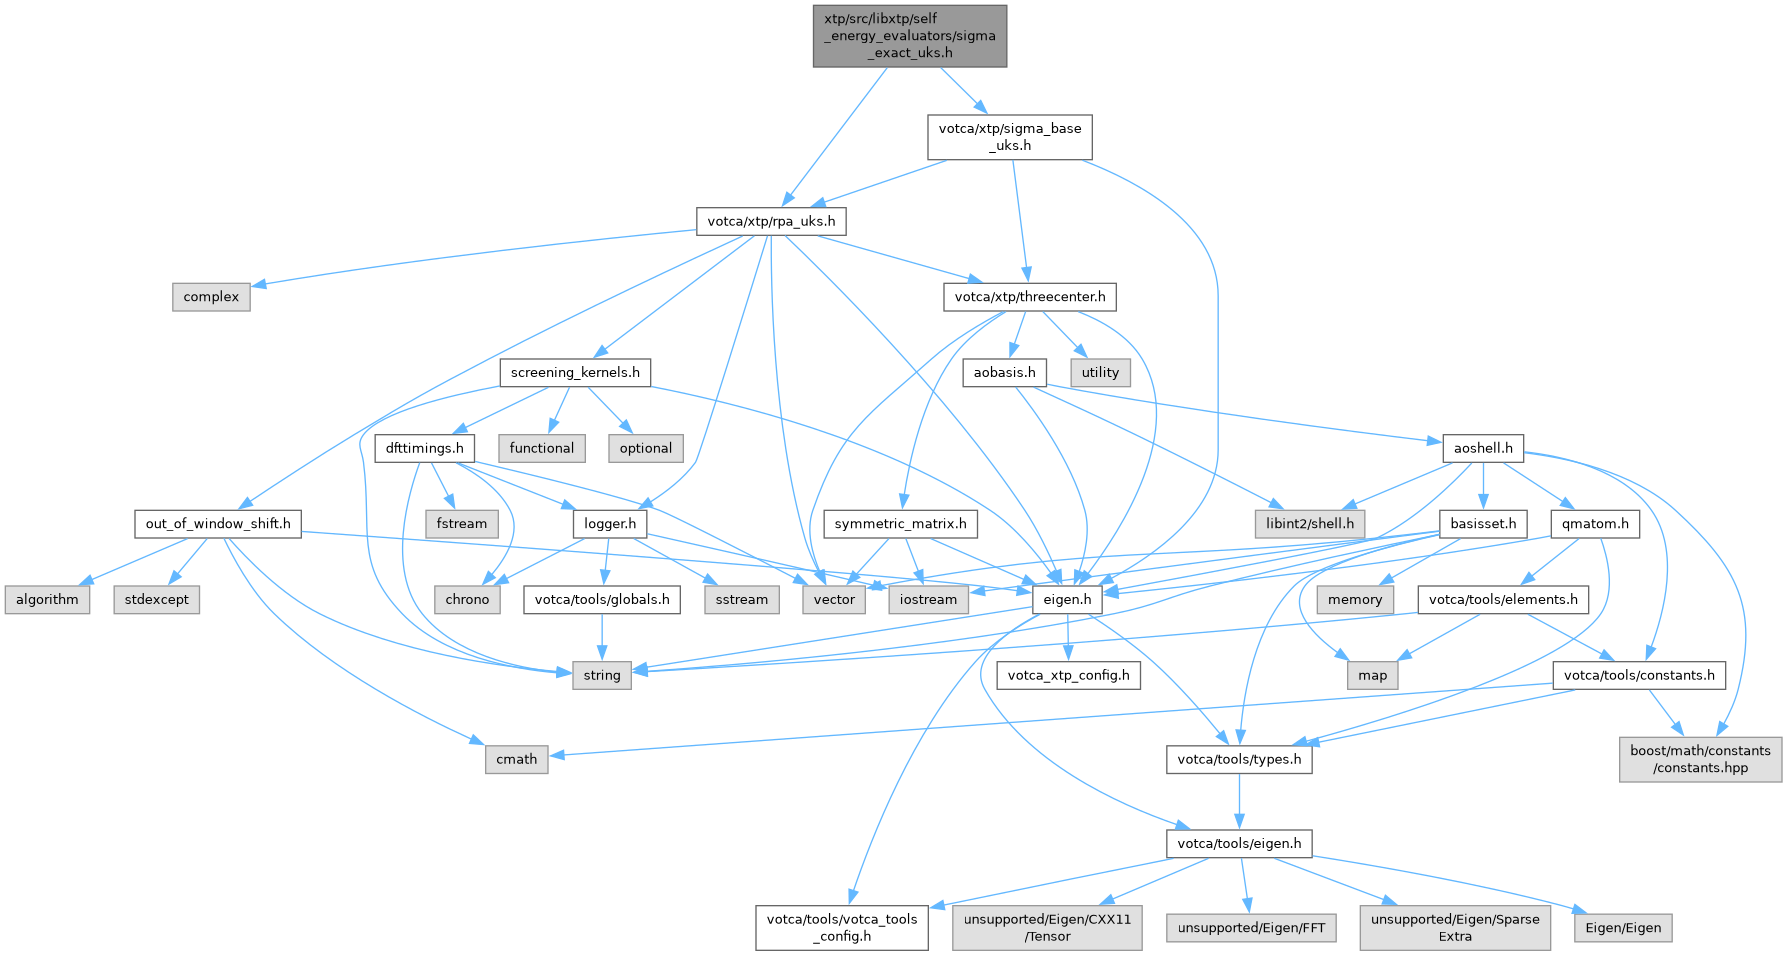 xtp/src/libxtp/self
_energy_evaluators/sigma
_exact_uks.h
votca/xtp/sigma_base
_uks.h
votca/xtp/rpa_uks.h
complex
votca/xtp/threecenter.h
screening_kernels.h
aobasis.h
utility
dfttimings.h
functional
optional
aoshell.h
out_of_window_shift.h
fstream
logger.h
symmetric_matrix.h
libint2/shell.h
basisset.h
qmatom.h
algorithm
stdexcept
chrono
votca/tools/globals.h
sstream
vector
iostream
eigen.h
memory
votca/tools/elements.h
string
votca_xtp_config.h
map
votca/tools/constants.h
cmath
votca/tools/types.h
boost/math/constants
/constants.hpp
votca/tools/eigen.h
votca/tools/votca_tools
_config.h
unsupported/Eigen/CXX11
/Tensor
unsupported/Eigen/FFT
unsupported/Eigen/Sparse
Extra
Eigen/Eigen